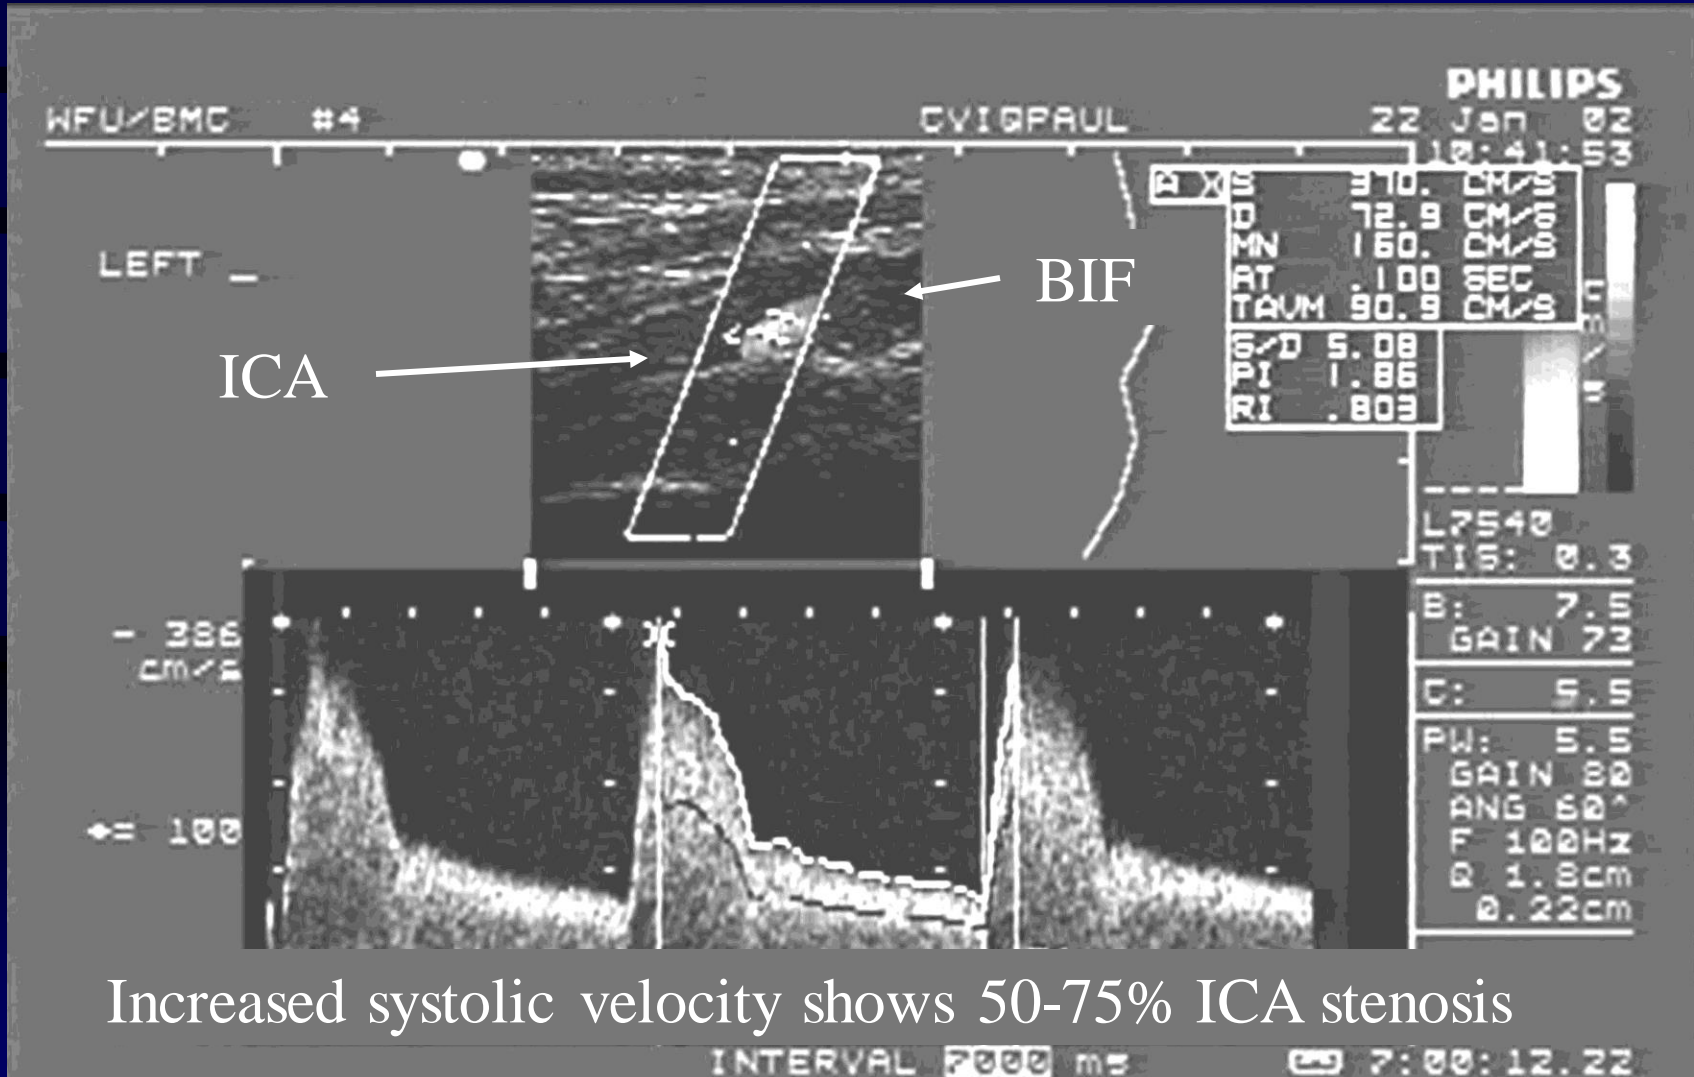 PHILIPS
WFU/BMC #4 CVIQPAUL 22 Jan 02
10:41:53
LEFT _
A X
S 370. CM/S
D 72.9 CM/S
MN 160. CM/S
AT .100 SEC
TAVM 90.9 CM/S
S/D 5.08
PI 1.86
RI .803
BIF
ICA
L7540
TIS: 0.3
B: 7.5
GAIN 73
C: 5.5
PW: 5.5
GAIN 80
ANG 60^
F 100Hz
Q 1.8cm
0.22cm
- 386
cm/s
= 100
Increased systolic velocity shows 50-75% ICA stenosis
INTERVAL 7000 ms 7:00:12.22